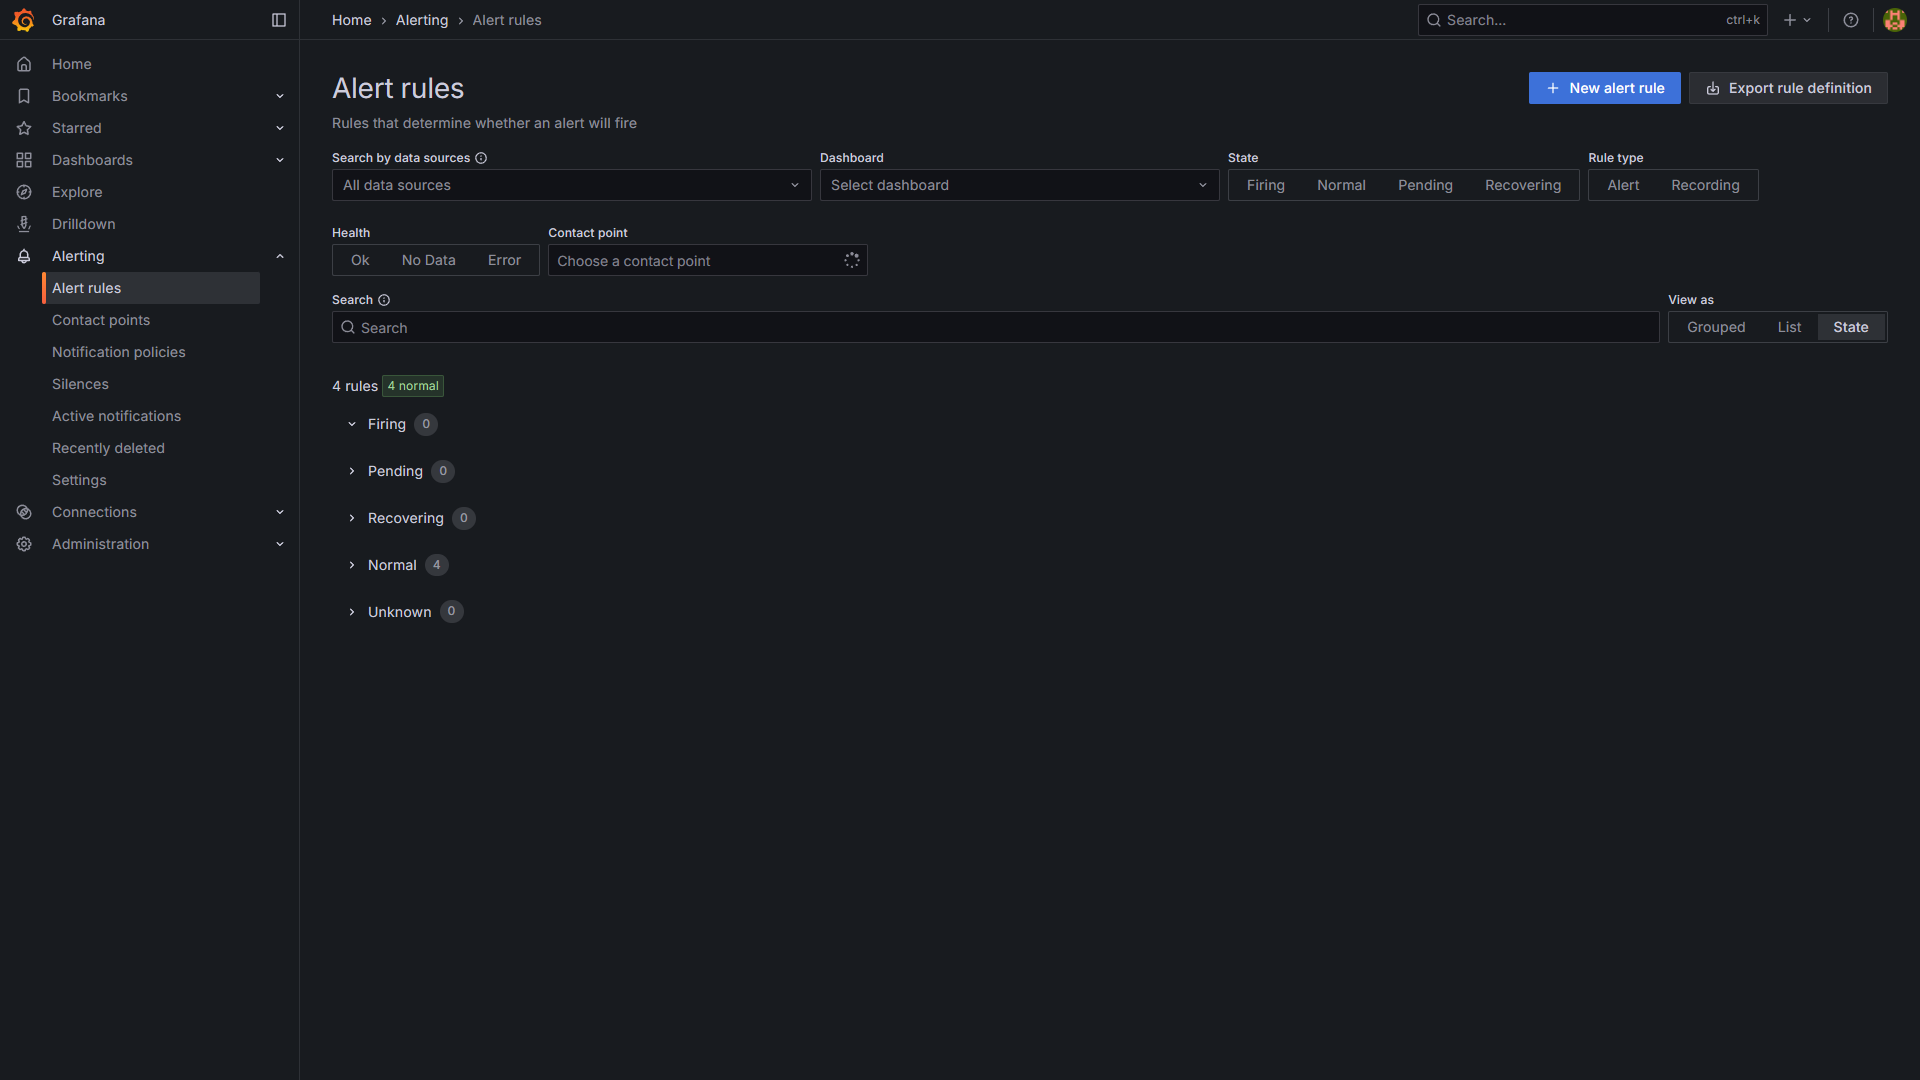 Grafana
Home
Alerting
Alert rules
Search...
ctrl+k
Home
Bookmarks
Starred
Dashboards
Explore
Drilldown
Alerting
Alert rules
Contact points
Notification policies
Silences
Active notifications
Recently deleted
Settings
Connections
Administration
Alert rules
New alert rule
Export rule definition
Rules that determine whether an alert will fire
Search by data sources
Dashboard
State
Rule type
All data sources
Select dashboard
Firing Normal Pending Recovering
Alert Recording
Health
Contact point
Ok No Data Error
Choose a contact point
Search
View as
Search
Grouped List State
4 rules 4 normal
Firing 0
Pending 0
Recovering 0
Normal 4
Unknown 0